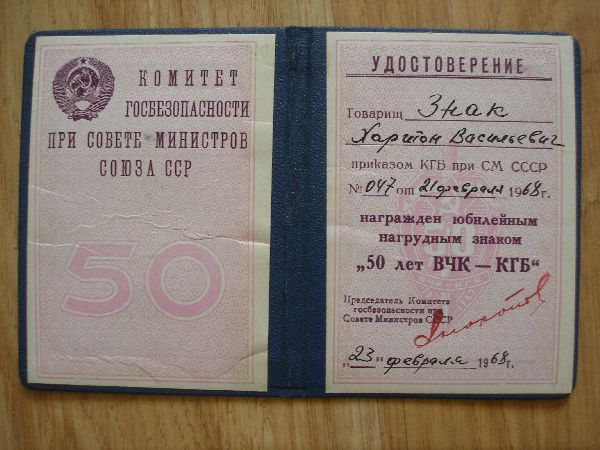 КОМИТЕТ
ГОСБЕЗОПАСНОСТИ
ПРИ СОВЕТЕ МИНИСТРОВ
СОЮЗА ССР
50
УДОСТОВЕРЕНИЕ
Товарищ Знак
Харитон Васильевич
приказом КГБ при СМ СССР
№ 047 от 21 февраля 1968г.
награжден юбилейным
нагрудным знаком
„50 лет ВЧК — КГБ“
Председатель Комитета
госбезопасности при
Совете Министров СССР
„23“ февраля 1968г.